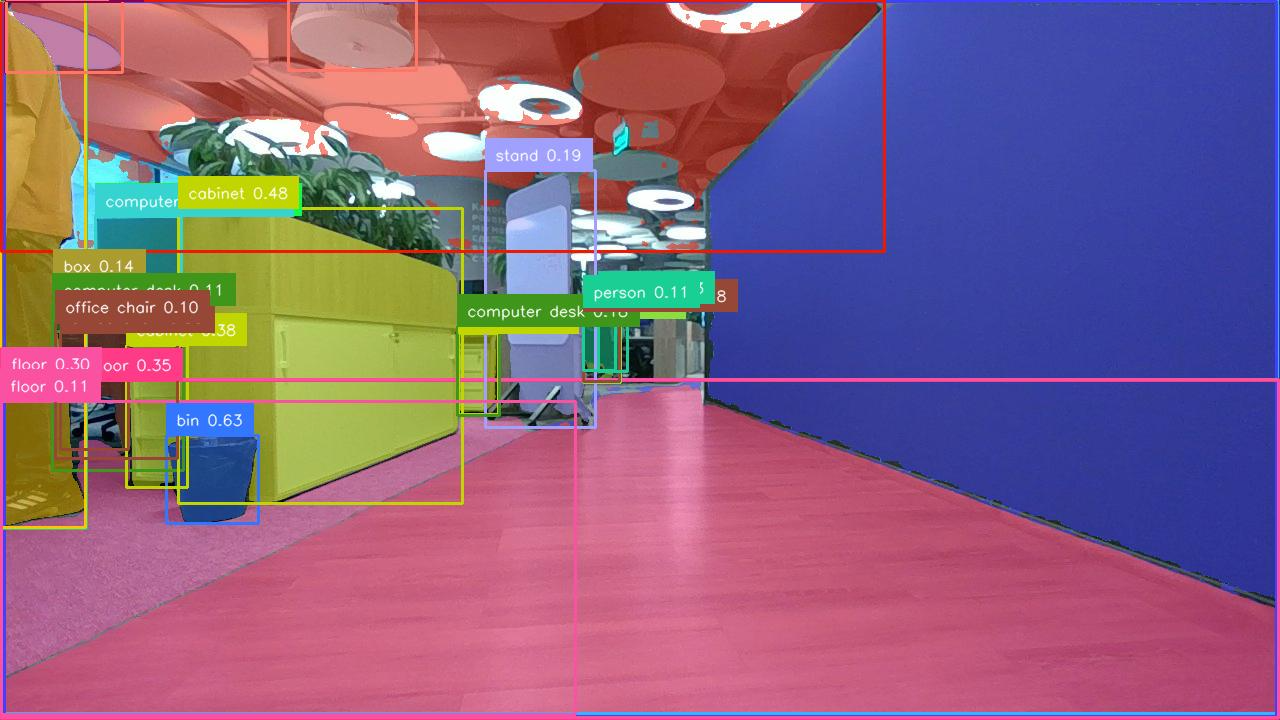 stand 0.19
cabinet 0.48
computer
box 0.14
computer desk 0.11
person 0.11
8
office chair 0.10
computer desk 0.18
cabinet 0.38
floor 0.30
oor 0.35
floor 0.11
bin 0.63